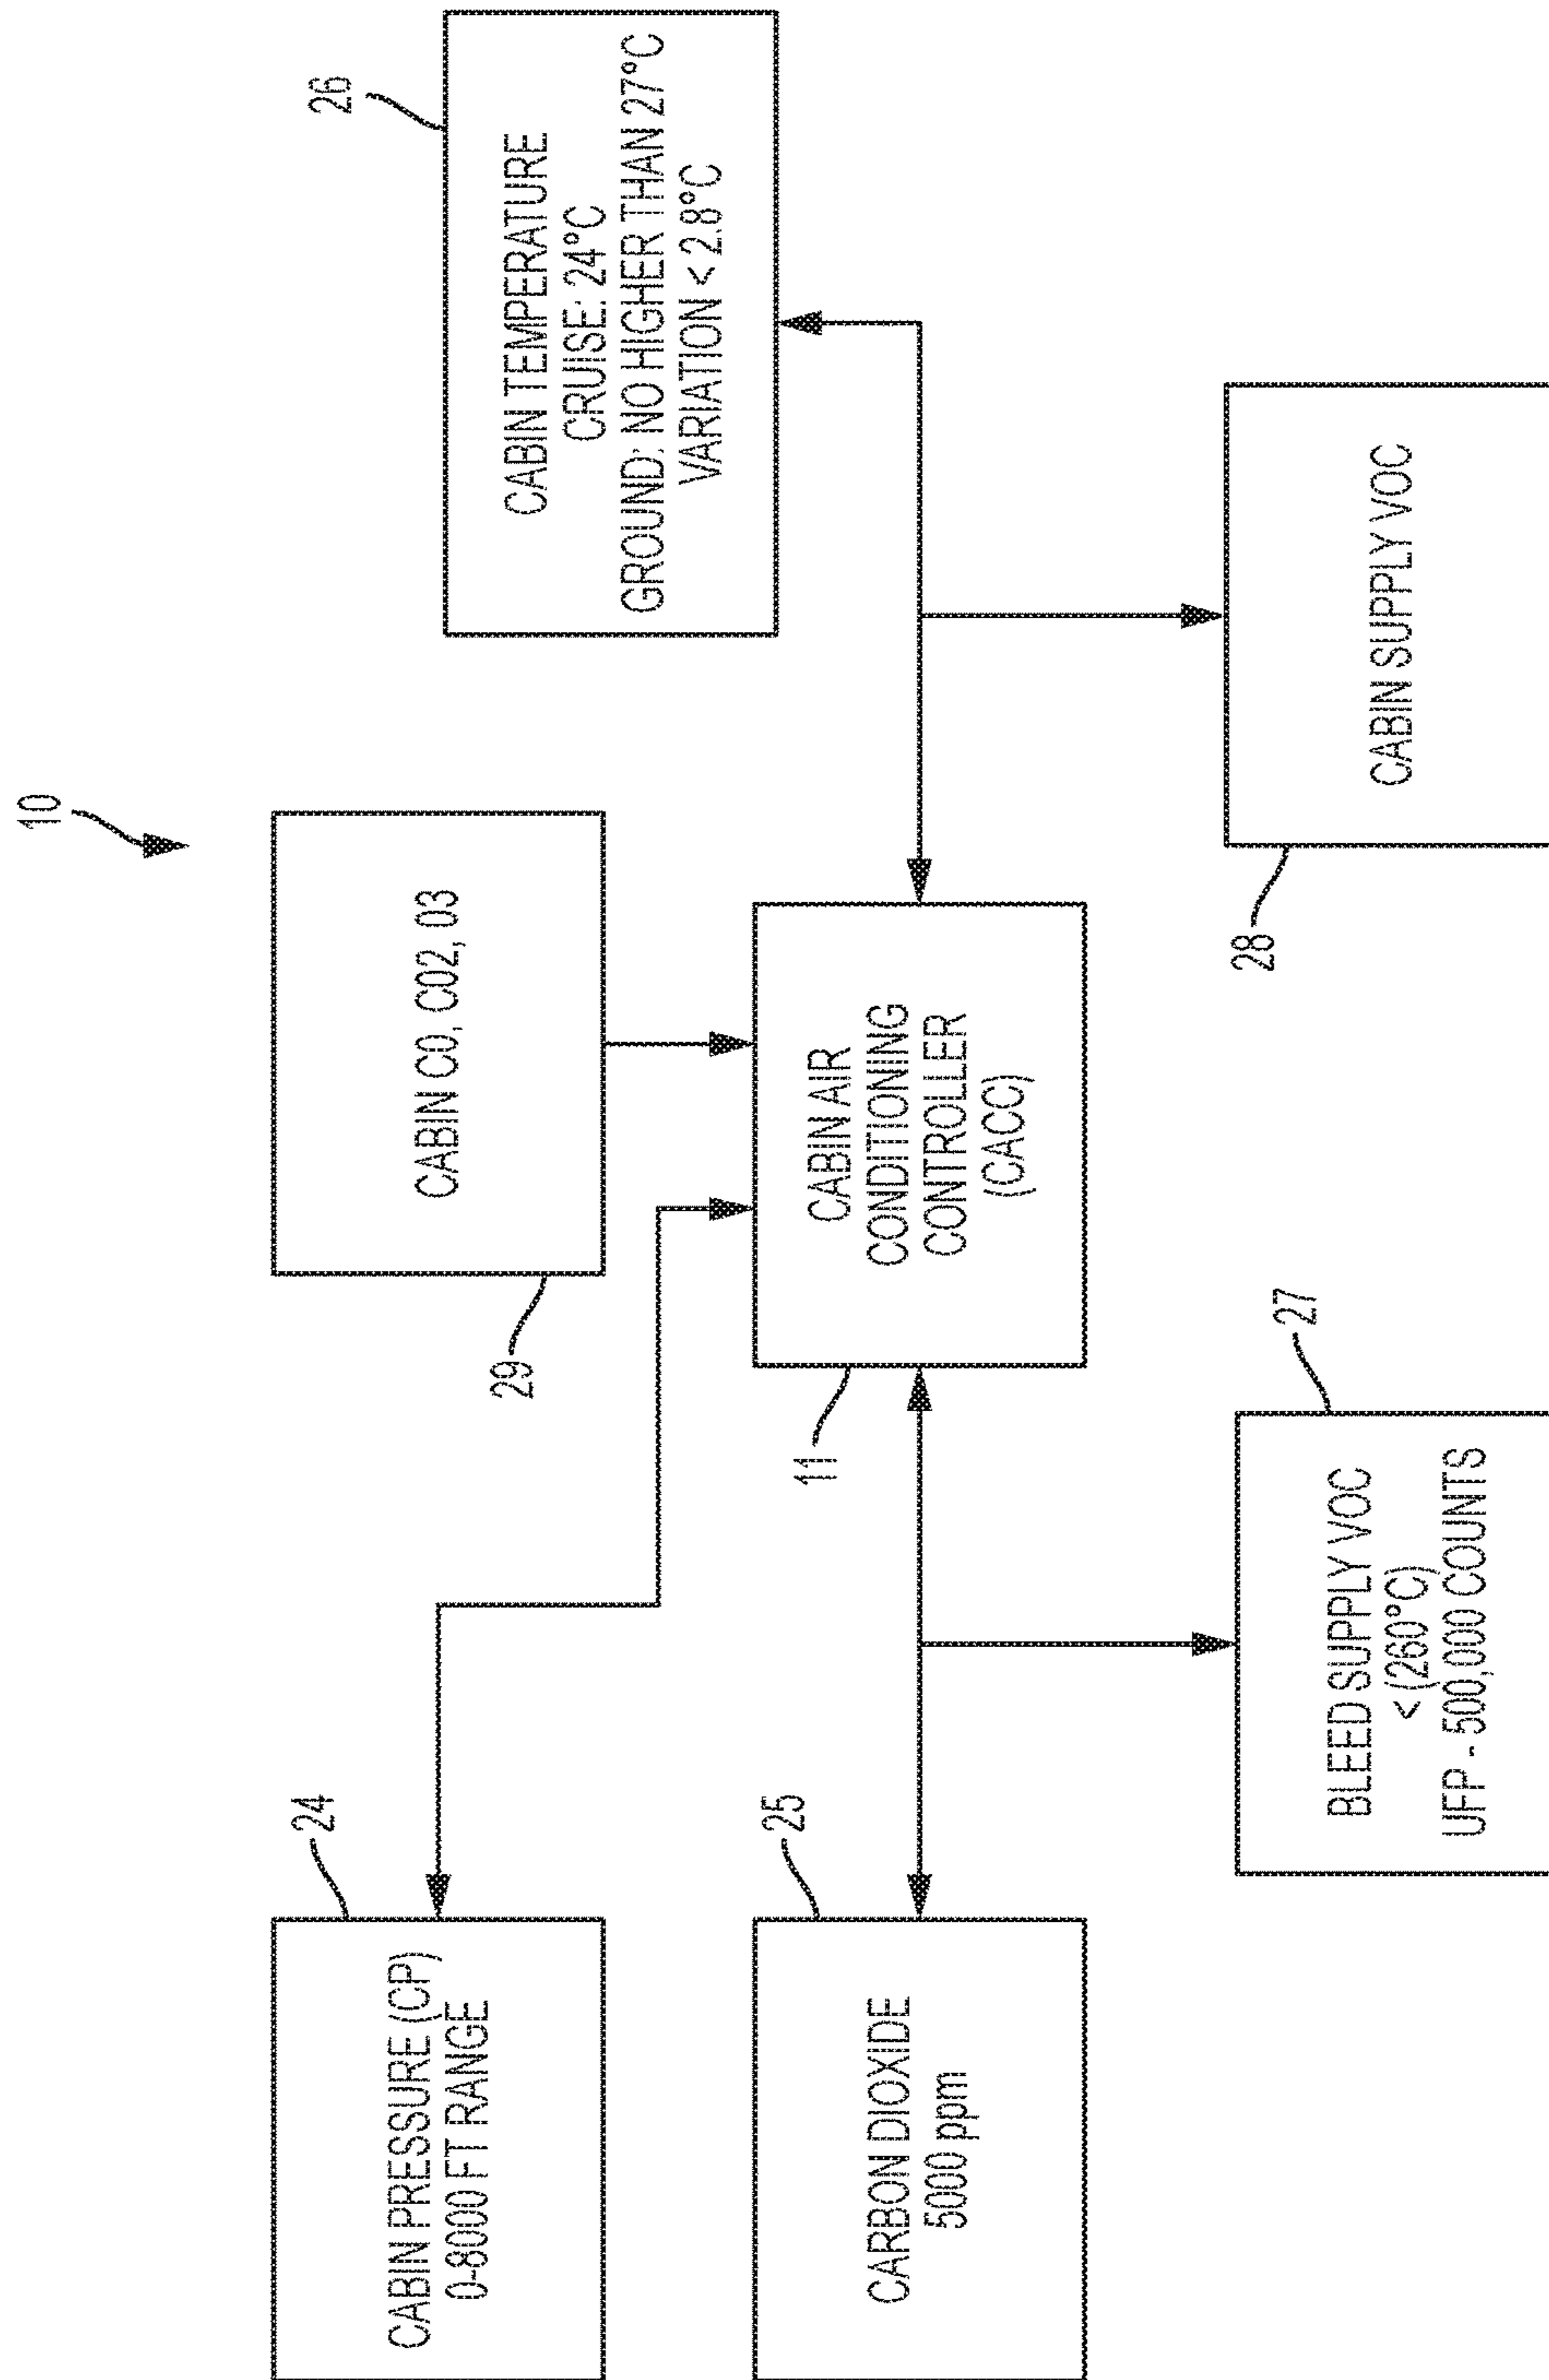 10
CABIN PRESSURE (CP)
0-8000 FT RANGE
24
CABIN CO, CO2, O3
29
CABIN TEMPERATURE
CRUISE: 24°C
GROUND: NO HIGHER THAN 27°C
VARIATION < 2.8°C
26
CARBON DIOXIDE
5000 ppm
25
CABIN AIR
CONDITIONING
CONTROLLER
(CACC)
11
BLEED SUPPLY VOC
< (260°C)
UFP - 500,000 COUNTS
27
CABIN SUPPLY VOC
28